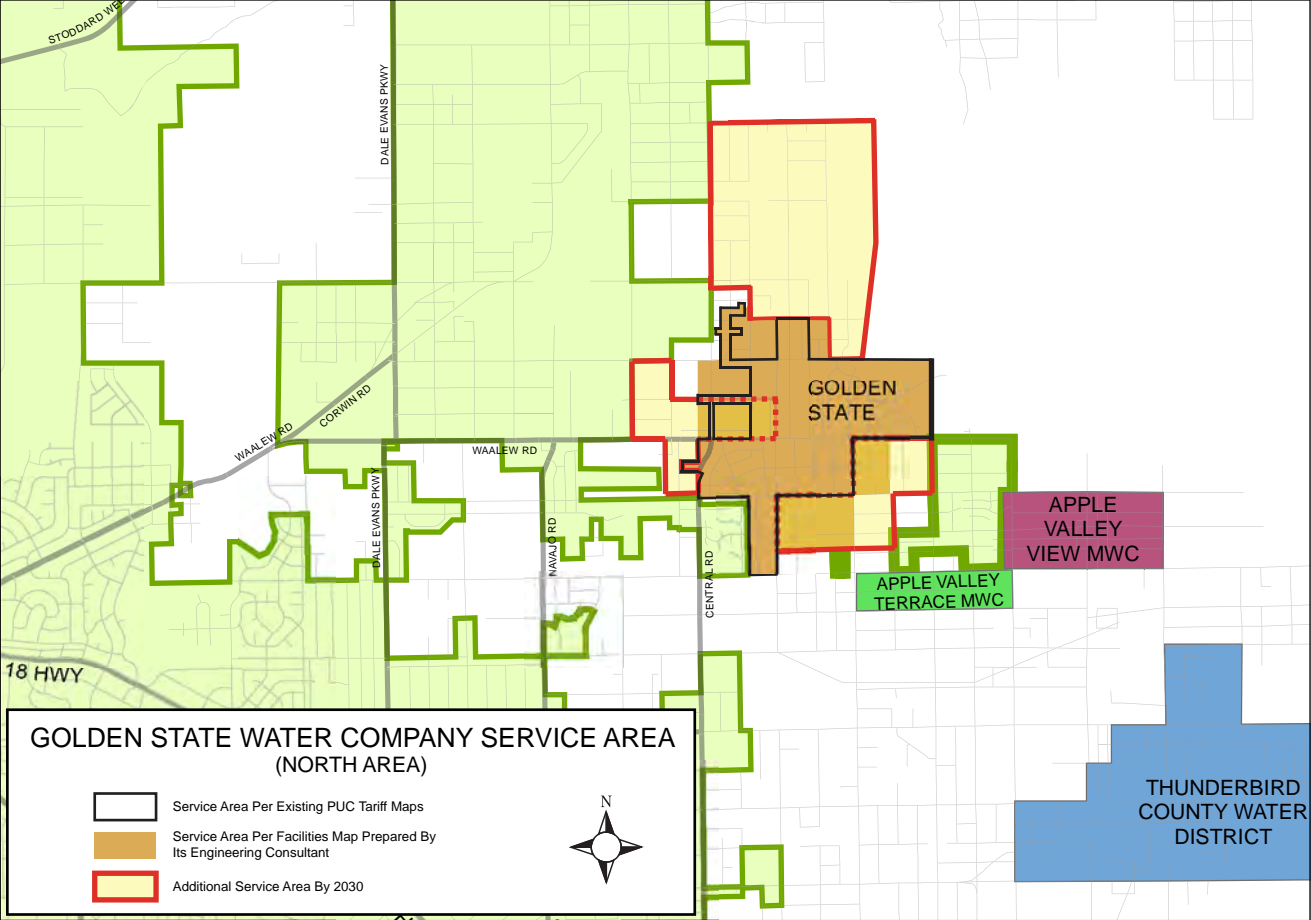 STODDARD WEL
DALE EVANS PKWY
GOLDEN
STATE
CORWIN RD
WAALEW RD
WAALEW RD
DALE EVANS PKWY
NAVAJO RD
CENTRAL RD
APPLE
VALLEY
VIEW MWC
APPLE VALLEY
TERRACE MWC
18 HWY
THUNDERBIRD
COUNTY WATER
DISTRICT
GOLDEN STATE WATER COMPANY SERVICE AREA
(NORTH AREA)
Service Area Per Existing PUC Tariff Maps
Service Area Per Facilities Map Prepared By
Its Engineering Consultant
Additional Service Area By 2030
N